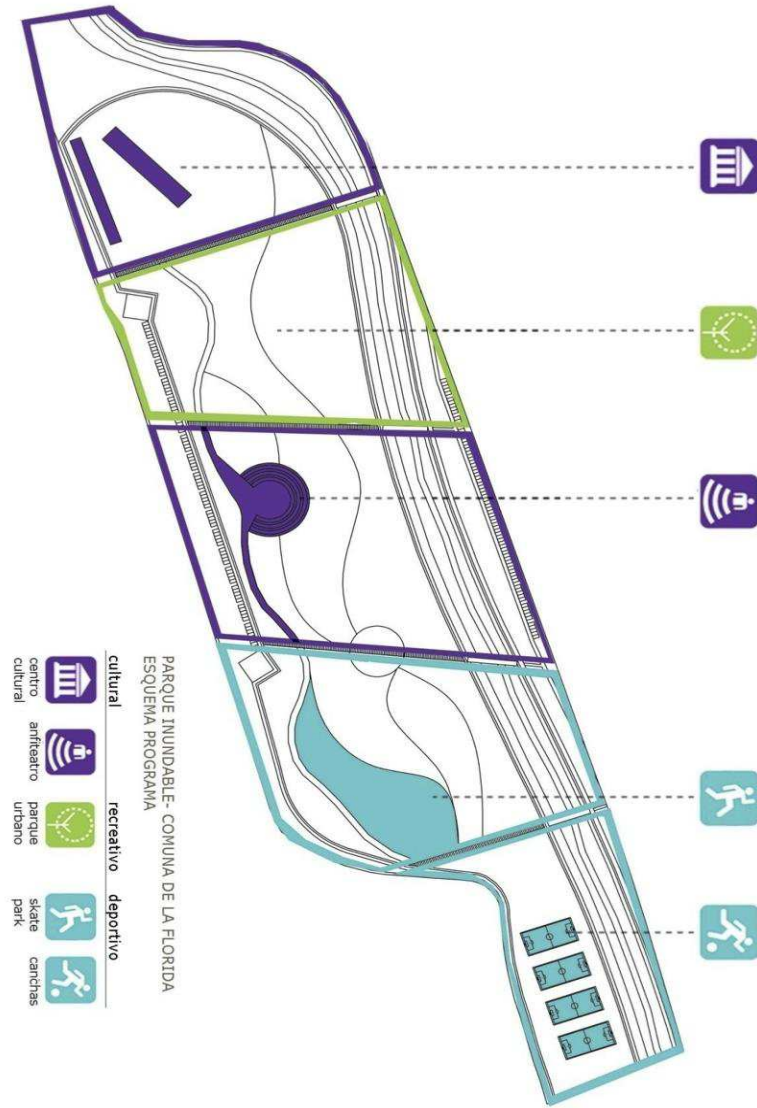 PARQUE INUNDABLE- COMUNA DE LA FLORIDA
ESQUEMA PROGRAMA
cultural
recreativo
deportivo
centro
cultural
anfiteatro
parque
urbano
skate
park
canchas